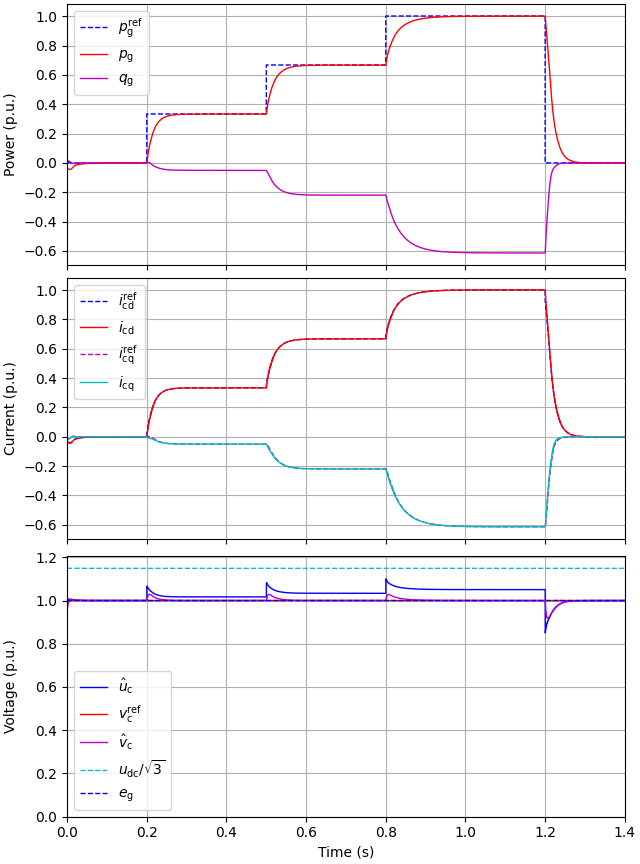 1.0
0.8
0.6
0.4
0.2
0.0
−0.2
−0.4
−0.6
Power (p.u.)
p_g^ref
p_g
q_g
1.0
0.8
0.6
0.4
0.2
0.0
−0.2
−0.4
−0.6
Current (p.u.)
i_cd^ref
i_cd
i_cq^ref
i_cq
1.2
1.0
0.8
0.6
0.4
0.2
0.0
Voltage (p.u.)
û_c
v_c^ref
v̂_c
u_dc/√3
e_g
0.0 0.2 0.4 0.6 0.8 1.0 1.2 1.4
Time (s)